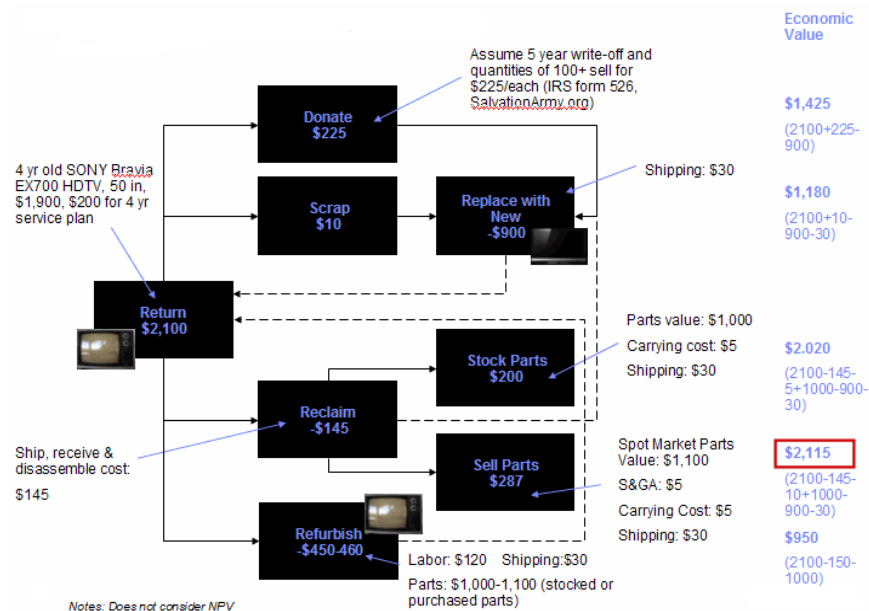 Economic
Value
Assume 5 year write-off and
quantities of 100+ sell for
$225/each (IRS form 526,
SalvationArmy.org)
Donate
$225
$1,425
(2100+225-
900)
4 yr old SONY Bravia
EX700 HDTV, 50 in,
$1,900, $200 for 4 yr
service plan
Shipping: $30
Scrap
$10
Replace with
New
-$900
$1,180
(2100+10-
900-30)
Return
$2,100
Parts value: $1,000
Carrying cost: $5
Shipping: $30
Stock Parts
$200
$2.020
(2100-145-
5+1000-900-
30)
Reclaim
-$145
Ship, receive &
disassemble cost:
$145
Sell Parts
$287
Spot Market Parts
Value: $1,100
S&GA: $5
Carrying Cost: $5
Shipping: $30
$2,115
(2100-145-
10+1000-
900-30)
Refurbish
-$450-460
Labor: $120 Shipping:$30
Parts: $1,000-1,100 (stocked or
purchased parts)
$950
(2100-150-
1000)
Notes: Does not consider NPV